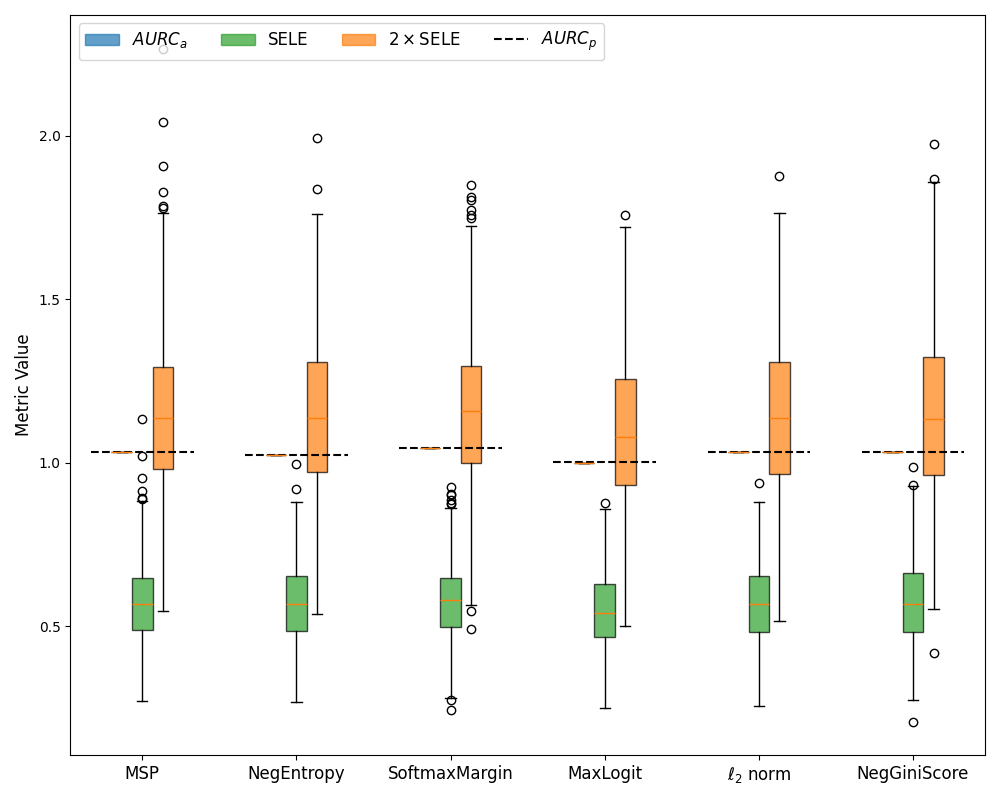 AURC_a SELE 2 × SELE AURC_p
2.0
1.5
1.0
0.5
Metric Value
MSP NegEntropy SoftmaxMargin MaxLogit ℓ_2 norm NegGiniScore